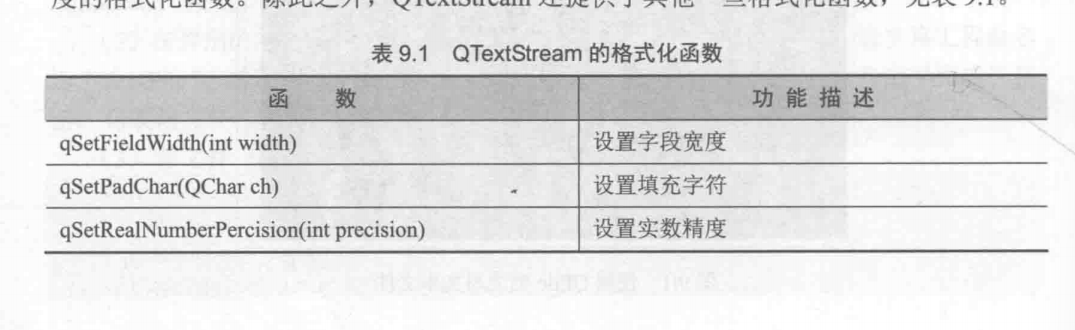 度的格式化函数。除此之外，QTextStream 还提供了其他一些格式化函数，见表 9.1。
表 9.1 QTextStream 的格式化函数
函 数 功 能 描 述
qSetFieldWidth(int width) 设置字段宽度
qSetPadChar(QChar ch) 设置填充字符
qSetRealNumberPercision(int precision) 设置实数精度